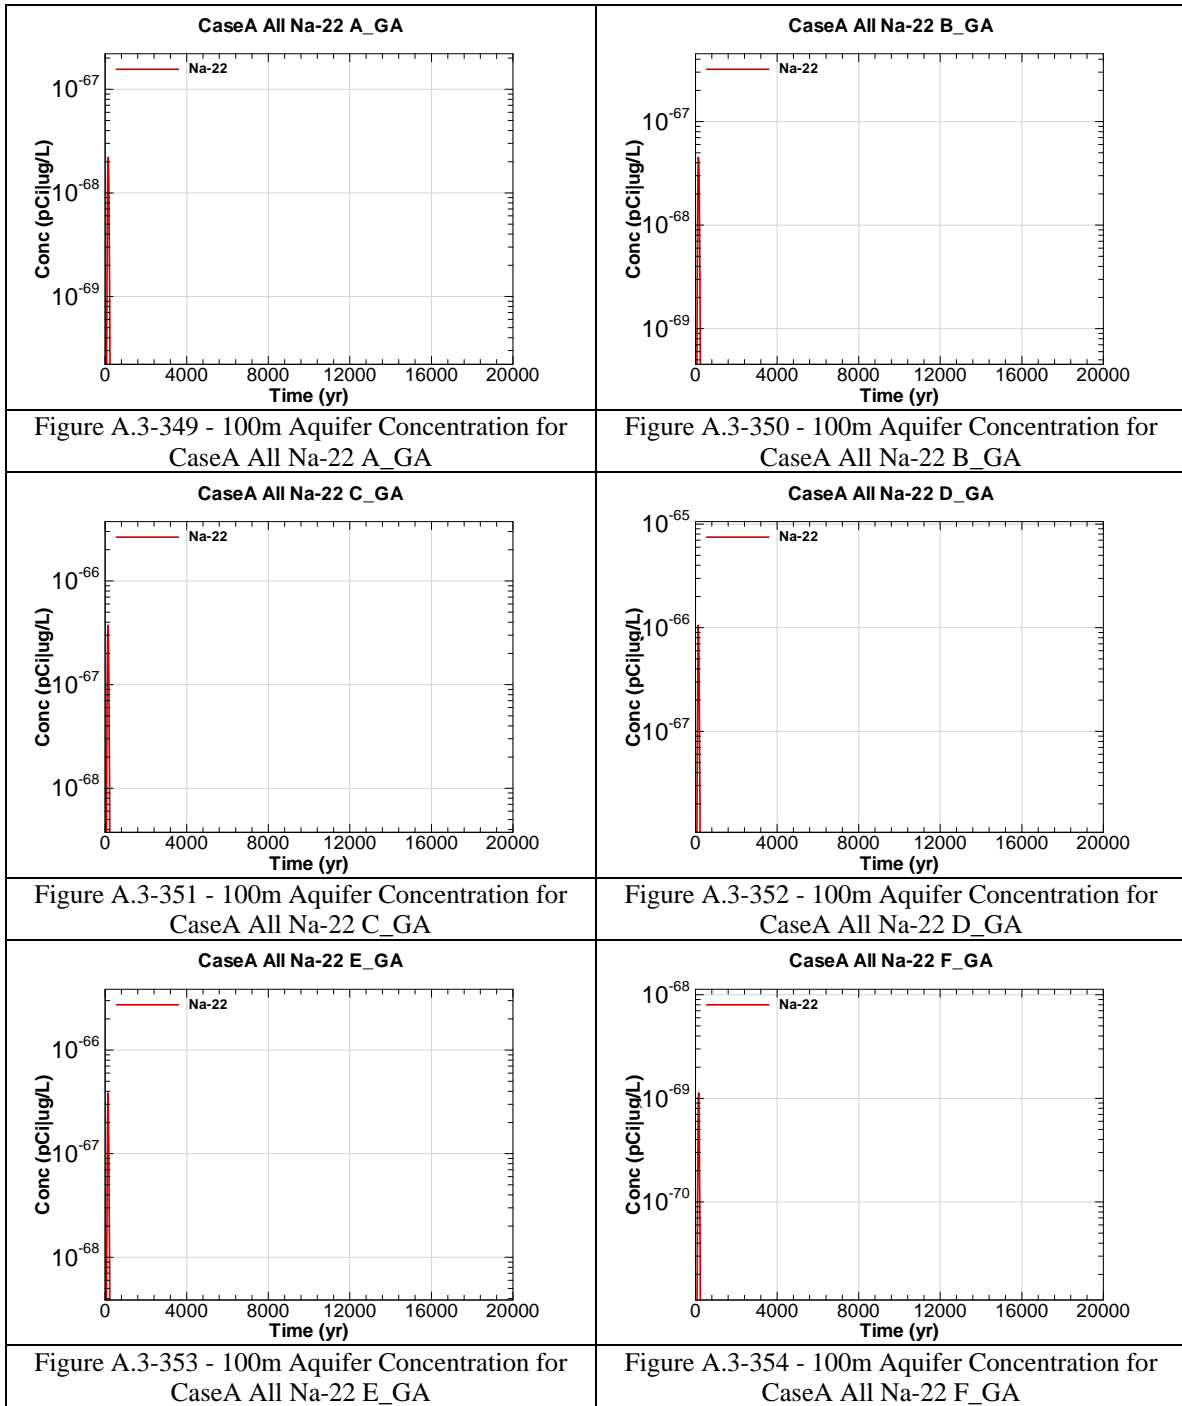 CaseA All Na-22 A_GA
Na-22
10-67
10-68
10-69
Conc (pCi|ug/L)
0 4000 8000 12000 16000 20000
Time (yr)
Figure A.3-349 - 100m Aquifer Concentration for
CaseA All Na-22 A_GA
CaseA All Na-22 B_GA
Na-22
10-67
10-68
10-69
Conc (pCi|ug/L)
0 4000 8000 12000 16000 20000
Time (yr)
Figure A.3-350 - 100m Aquifer Concentration for
CaseA All Na-22 B_GA
CaseA All Na-22 C_GA
Na-22
10-66
10-67
10-68
Conc (pCi|ug/L)
0 4000 8000 12000 16000 20000
Time (yr)
Figure A.3-351 - 100m Aquifer Concentration for
CaseA All Na-22 C_GA
CaseA All Na-22 D_GA
Na-22
10-65
10-66
10-67
Conc (pCi|ug/L)
0 4000 8000 12000 16000 20000
Time (yr)
Figure A.3-352 - 100m Aquifer Concentration for
CaseA All Na-22 D_GA
CaseA All Na-22 E_GA
Na-22
10-66
10-67
10-68
Conc (pCi|ug/L)
0 4000 8000 12000 16000 20000
Time (yr)
Figure A.3-353 - 100m Aquifer Concentration for
CaseA All Na-22 E_GA
CaseA All Na-22 F_GA
Na-22
10-68
10-69
10-70
Conc (pCi|ug/L)
0 4000 8000 12000 16000 20000
Time (yr)
Figure A.3-354 - 100m Aquifer Concentration for
CaseA All Na-22 F_GA